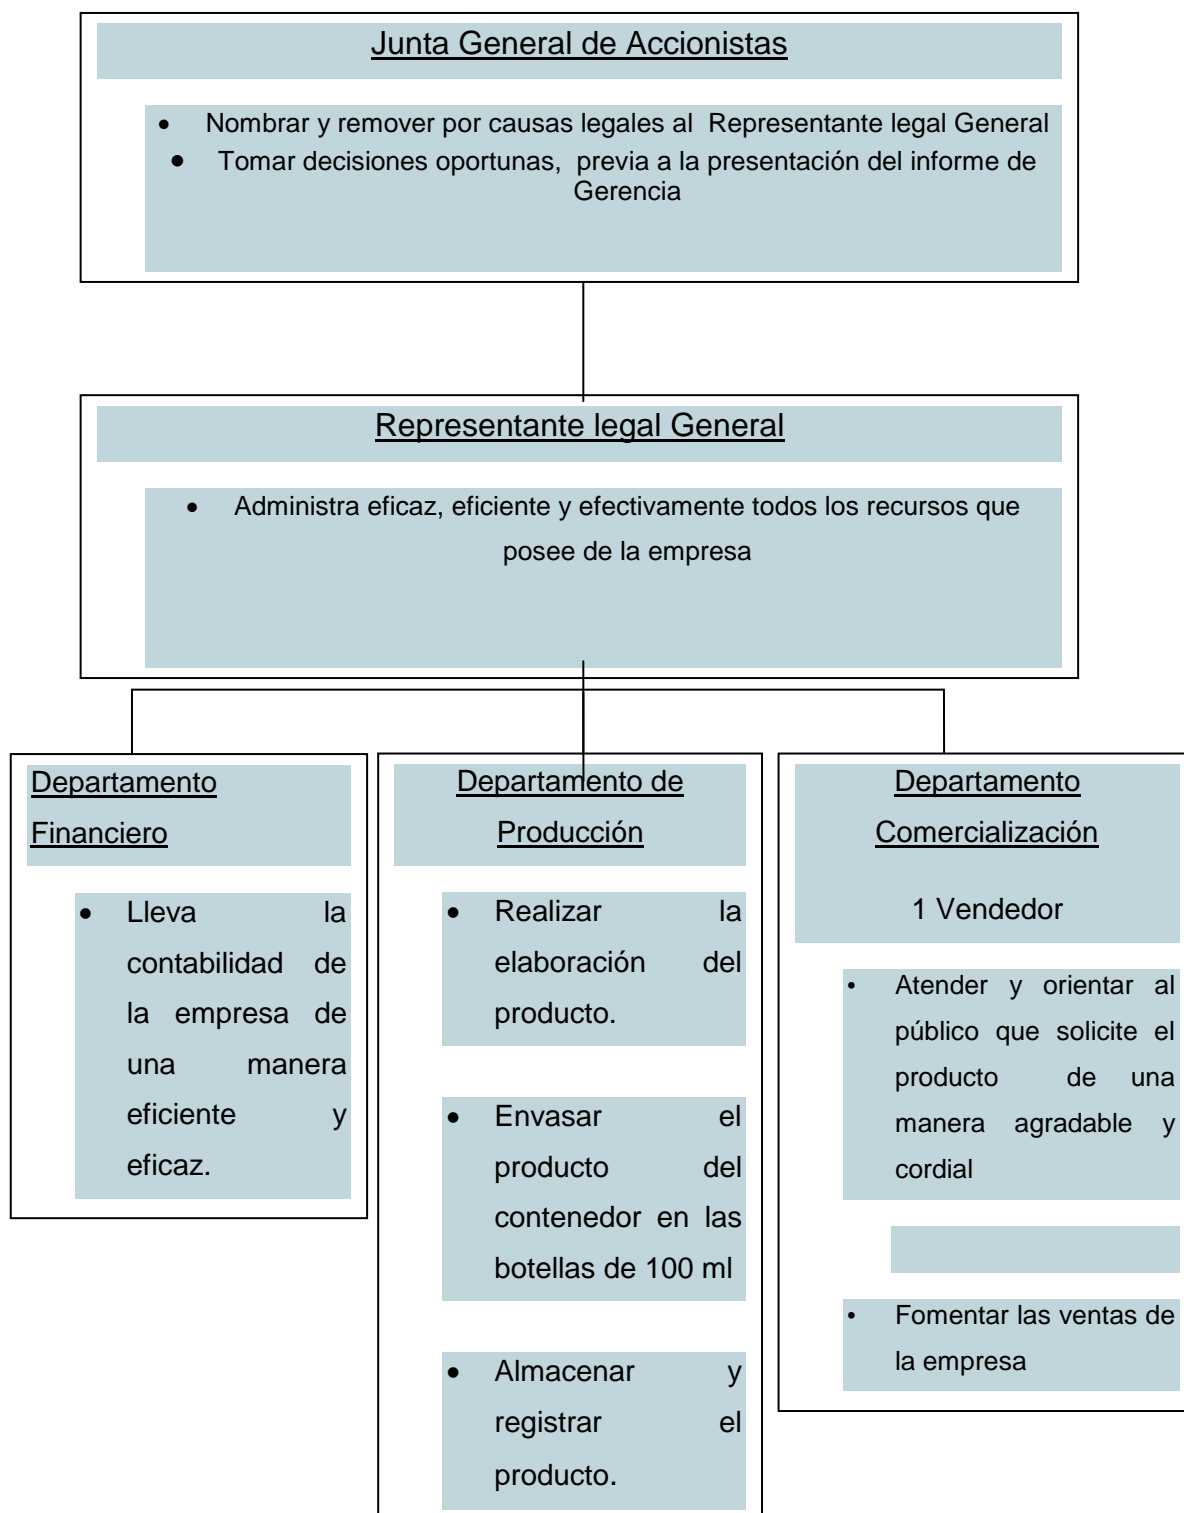 Junta General de Accionistas
• Nombrar y remover por causas legales al Representante legal General
• Tomar decisiones oportunas, previa a la presentación del informe de
Gerencia
Representante legal General
• Administra eficaz, eficiente y efectivamente todos los recursos que
posee de la empresa
Departamento
Financiero
• Lleva la
contabilidad de
la empresa de
una manera
eficiente y
eficaz.
Departamento de
Producción
• Realizar la
elaboración del
producto.
• Envasar el
producto del
contenedor en las
botellas de 100 ml
• Almacenar y
registrar el
producto.
Departamento
Comercialización
1 Vendedor
• Atender y orientar al
público que solicite el
producto de una
manera agradable y
cordial
• Fomentar las ventas de
la empresa